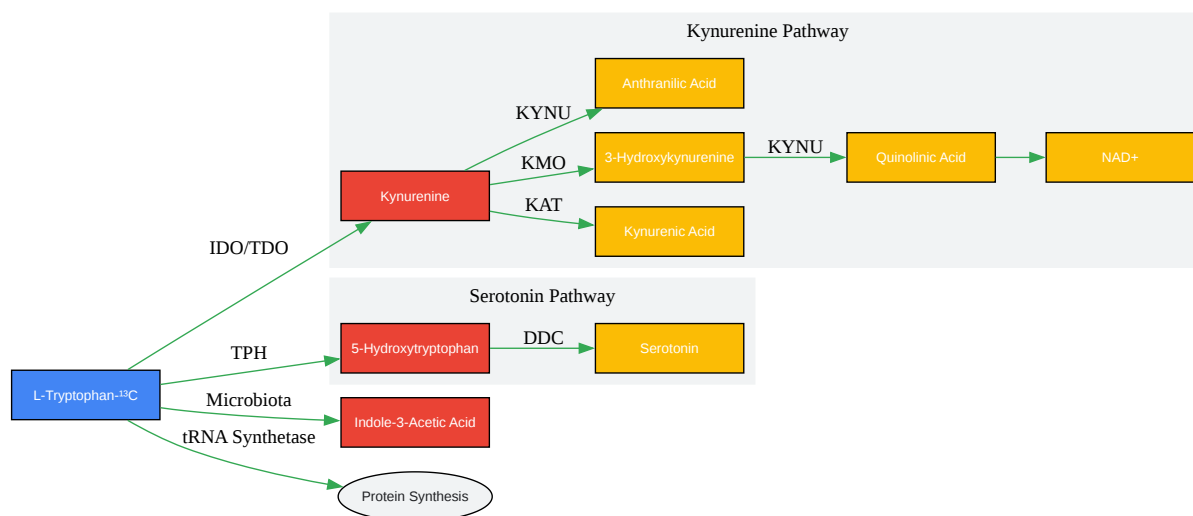 Kynurenine Pathway
Anthranilic Acid
KYNU
KMO
3-Hydroxykynurenine
KYNU
Quinolinic Acid
NAD+
Kynurenine
KAT
Kynurenic Acid
IDO/TDO
Serotonin Pathway
TPH
5-Hydroxytryptophan
DDC
Serotonin
L-Tryptophan-¹³C
Microbiota
Indole-3-Acetic Acid
tRNA Synthetase
Protein Synthesis